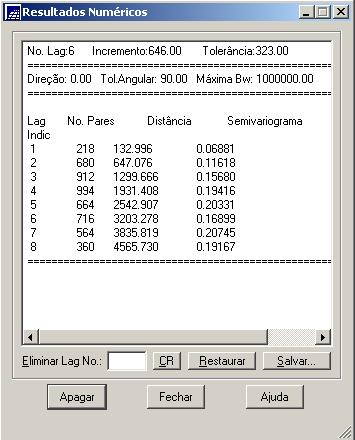 Resultados Numéricos
No. Lag:6 Incremento:646.00 Tolerância:323.00
================================================
Direção: 0.00 Tol.Angular: 90.00 Máxima Bw: 1000000.00
================================================
Lag No. Pares Distância Semivariograma
Indic
1 218 132.996 0.06881
2 680 647.076 0.11618
3 912 1299.666 0.15680
4 994 1931.408 0.19416
5 664 2542.907 0.20331
6 716 3203.278 0.16899
7 564 3835.819 0.20745
8 360 4565.730 0.19167
================================================
Eliminar Lag No.: CR Restaurar Salvar...
Apagar Fechar Ajuda